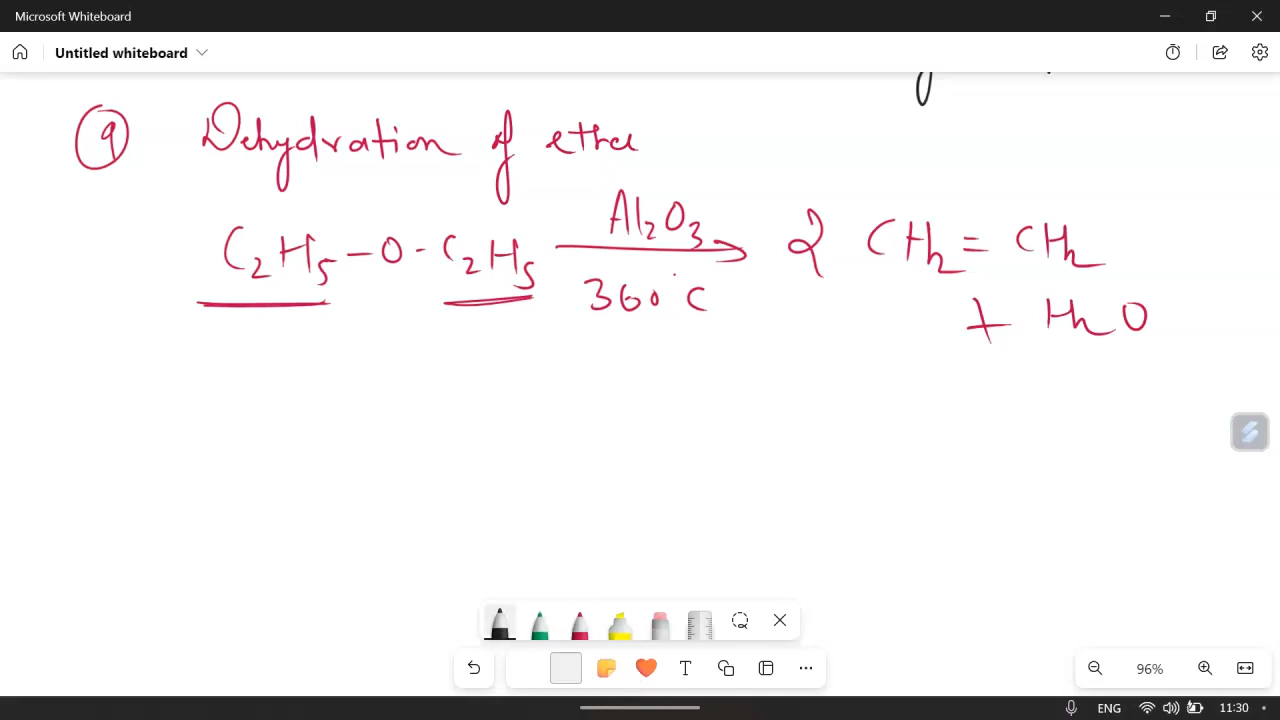 Microsoft Whiteboard
Untitled whiteboard
9 Dehydration of ether
C2H5-O-C2H5 Al2O3 360°C 2 CH2=CH2
+ H2O
T
96%
ENG 11:30